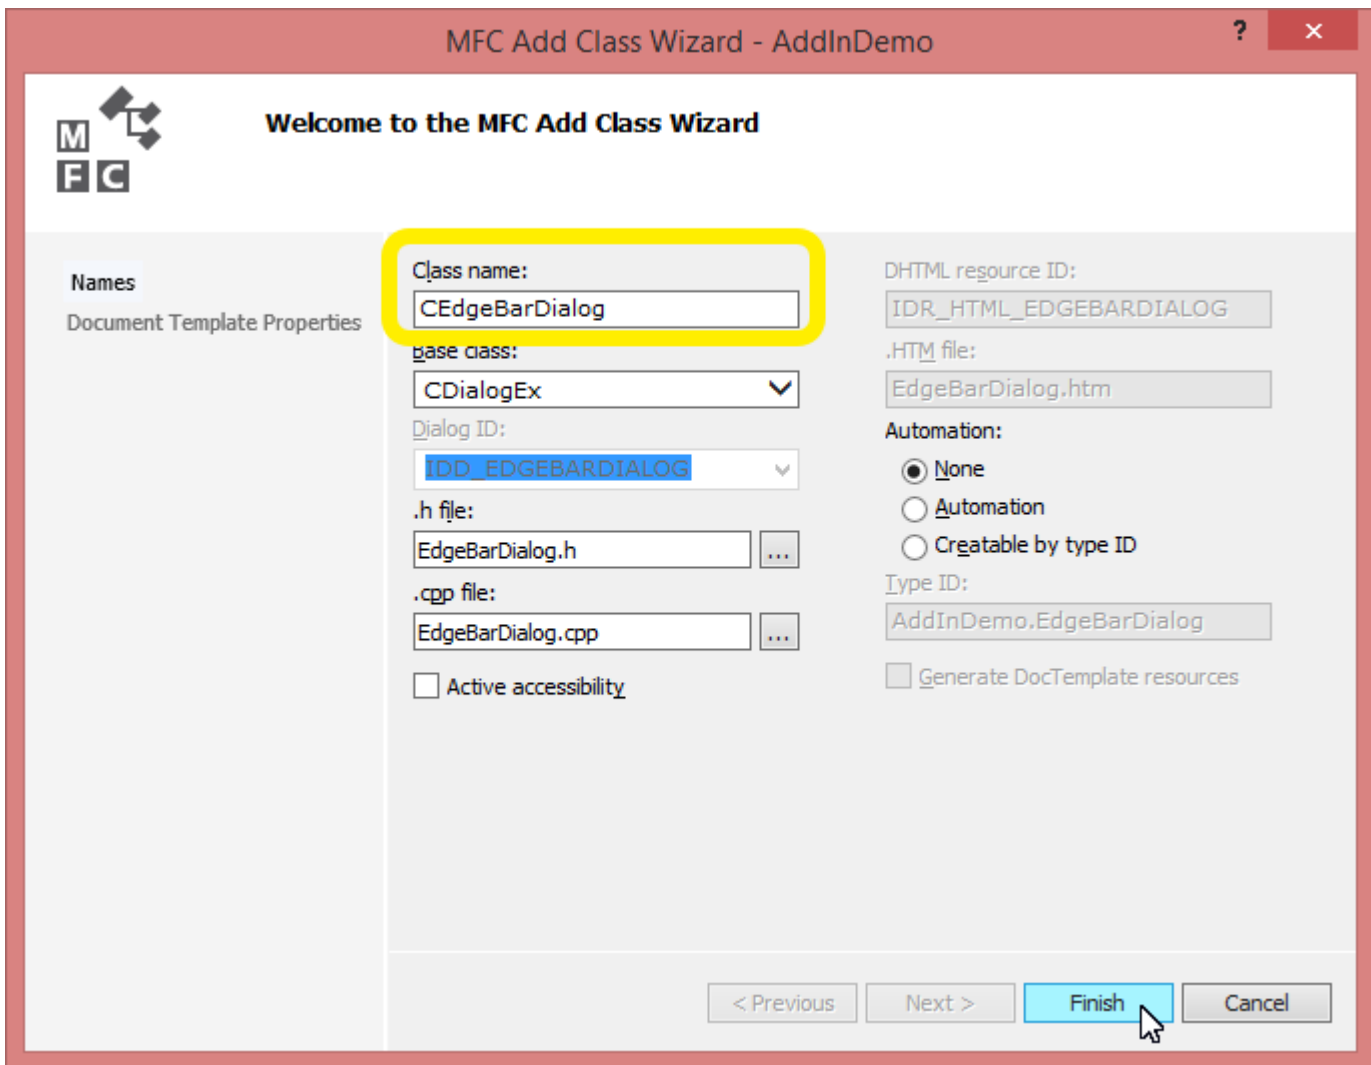 MFC Add Class Wizard - AddInDemo
?
M
F C
Welcome to the MFC Add Class Wizard
Names
Document Template Properties
Class name:
CEdgeBarDialog
Base class:
CDialogEx
Dialog ID:
IDD_EDGEBARDIALOG
.h file:
EdgeBarDialog.h
...
.cpp file:
EdgeBarDialog.cpp
...
Active accessibility
DHTML resource ID:
IDR_HTML_EDGEBARDIALOG
.HTM file:
EdgeBarDialog.htm
Automation:
None
Automation
Creatable by type ID
Type ID:
AddInDemo.EdgeBarDialog
Generate DocTemplate resources
< Previous
Next >
Finish
Cancel